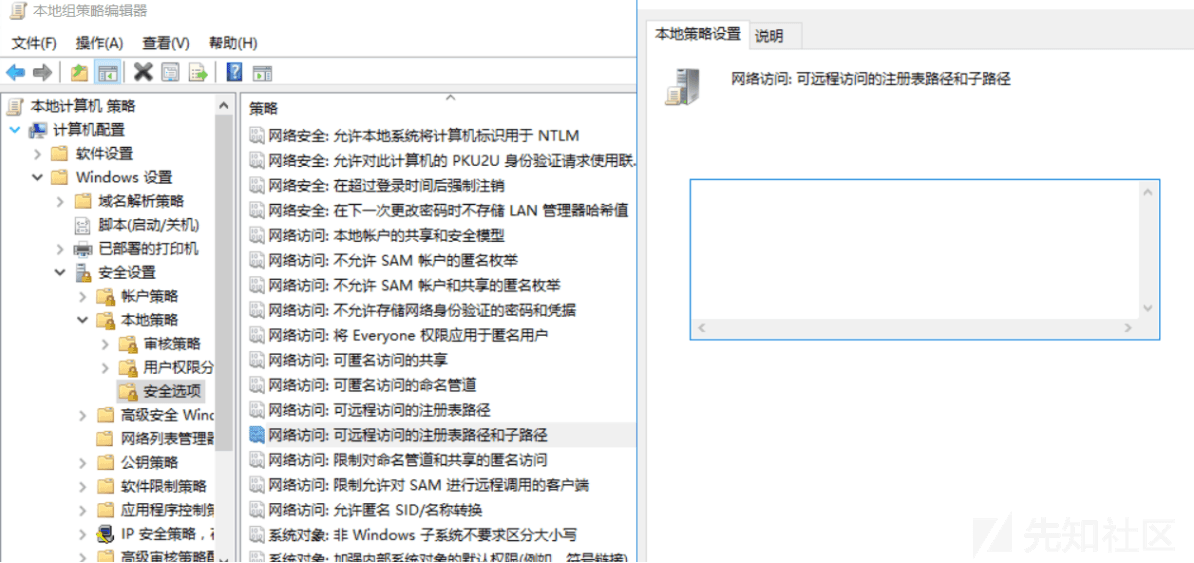 本地组策略编辑器
文件(F) 操作(A) 查看(V) 帮助(H)
本地计算机 策略
计算机配置
软件设置
Windows 设置
域名解析策略
脚本(启动/关机)
已部署的打印机
安全设置
帐户策略
本地策略
审核策略
用户权限分
安全选项
高级安全 Wind
网络列表管理器
公钥策略
软件限制策略
应用程序控制策
IP 安全策略，在
高级审核策略配
策略
网络安全: 允许本地系统将计算机标识用于 NTLM
网络安全: 允许对此计算机的 PKU2U 身份验证请求使用联...
网络安全: 在超过登录时间后强制注销
网络安全: 在下一次更改密码时不存储 LAN 管理器哈希值
网络访问: 本地帐户的共享和安全模型
网络访问: 不允许 SAM 帐户的匿名枚举
网络访问: 不允许 SAM 帐户和共享的匿名枚举
网络访问: 不允许存储网络身份验证的密码和凭据
网络访问: 将 Everyone 权限应用于匿名用户
网络访问: 可匿名访问的共享
网络访问: 可匿名访问的命名管道
网络访问: 可远程访问的注册表路径
网络访问: 可远程访问的注册表路径和子路径
网络访问: 限制对命名管道和共享的匿名访问
网络访问: 限制允许对 SAM 进行远程调用的客户端
网络访问: 允许匿名 SID/名称转换
系统对象: 非 Windows 子系统不要求区分大小写
系统对象: 加强内部系统对象的默认权限(例如，符号链接)
本地策略设置 说明
网络访问: 可远程访问的注册表路径和子路径
先知社区